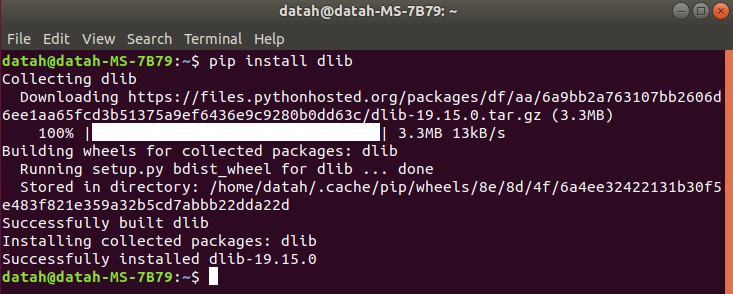 datah@datah-MS-7B79: ~
File Edit View Search Terminal Help
datah@datah-MS-7B79:~$ pip install dlib
Collecting dlib
  Downloading https://files.pythonhosted.org/packages/df/aa/6a9bb2a763107bb2606d
6ee1aa65fcd3b51375a9ef6436e9c9280b0dd63c/dlib-19.15.0.tar.gz (3.3MB)
    100% |████████████████████████████████| 3.3MB 13kB/s
Building wheels for collected packages: dlib
  Running setup.py bdist_wheel for dlib ... done
  Stored in directory: /home/datah/.cache/pip/wheels/8e/8d/4f/6a4ee32422131b30f5
e483f821e359a32b5cd7abbb22dda22d
Successfully built dlib
Installing collected packages: dlib
Successfully installed dlib-19.15.0
datah@datah-MS-7B79:~$